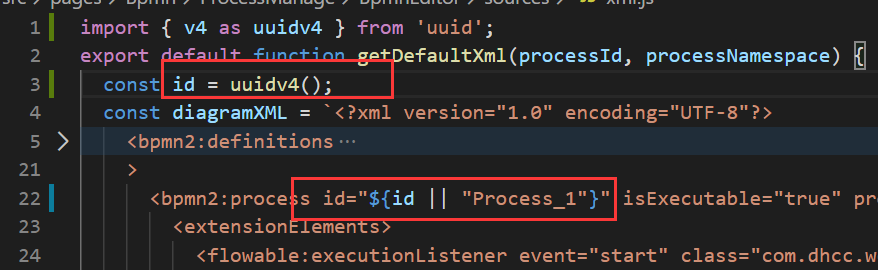 src > pages > Bpmn > ProcessManage > BpmnEditor > sources > xml.js
1 import { v4 as uuidv4 } from 'uuid';
2 export default function getDefaultXml(processId, processNamespace) {
3 const id = uuidv4();
4 const diagramXML = `<?xml version="1.0" encoding="UTF-8"?>
5 <bpmn2:definitions ...
21 >
22 <bpmn2:process id="${id || "Process_1"}" isExecutable="true" pr
23 <extensionElements>
24 <flowable:executionListener event="start" class="com.dhcc.w